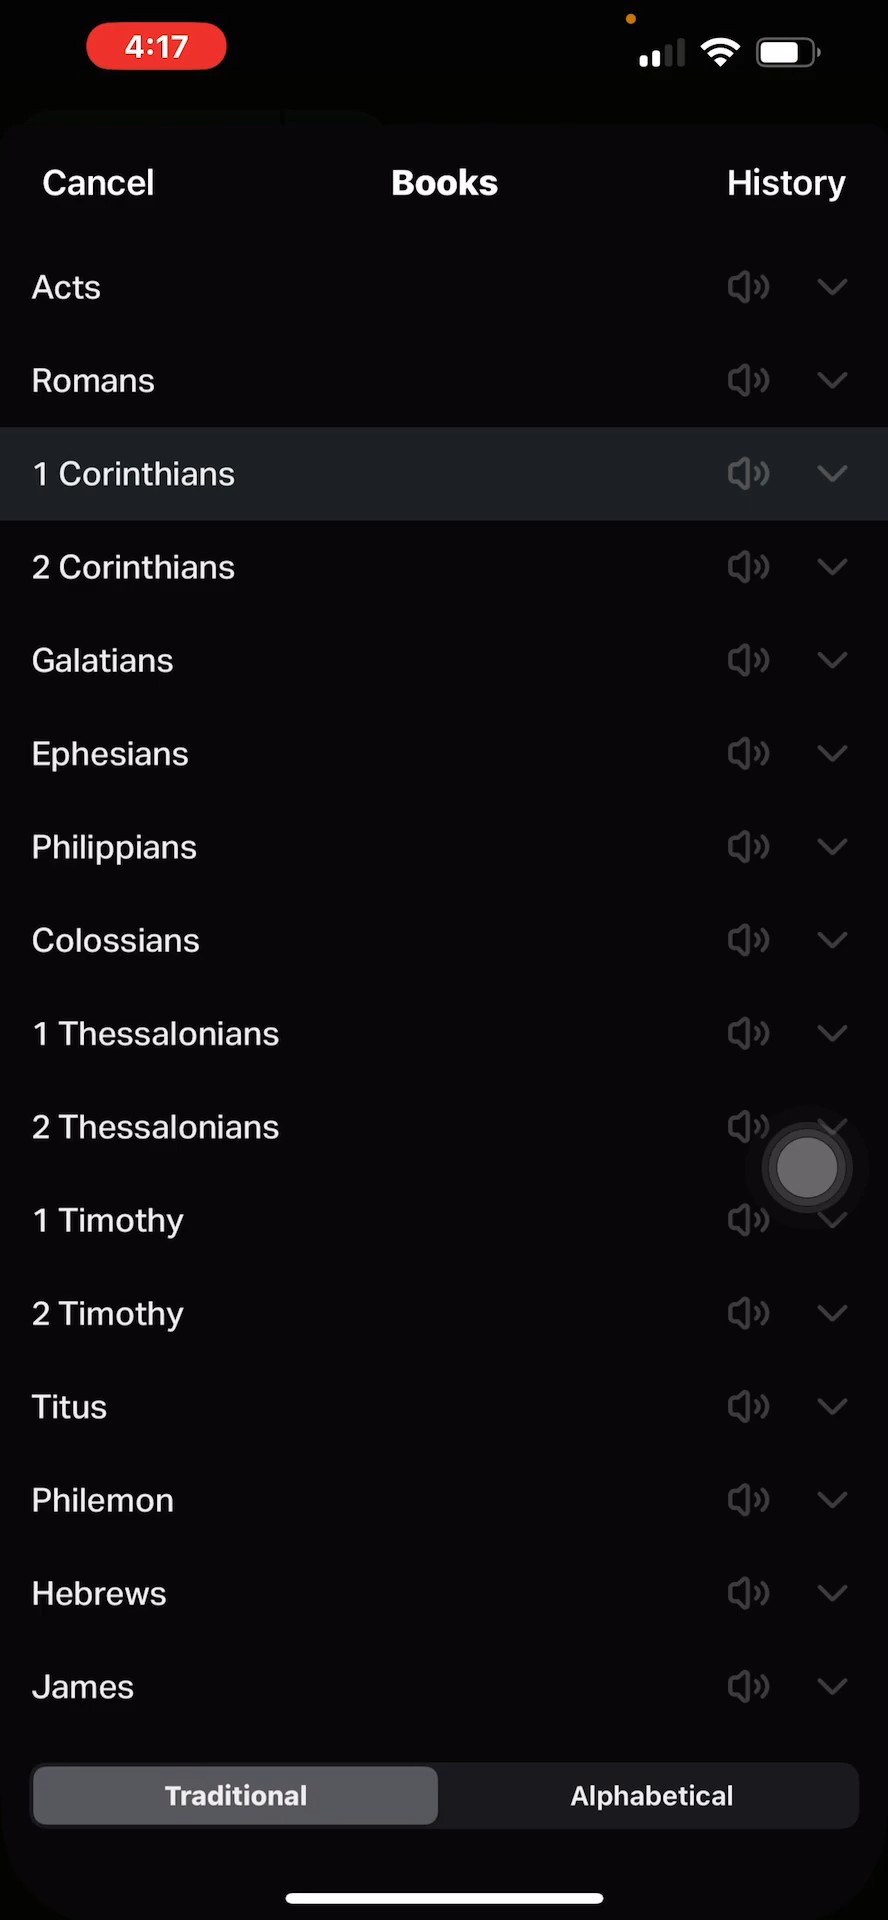 4:17
Cancel Books History
Acts
Romans
1 Corinthians
2 Corinthians
Galatians
Ephesians
Philippians
Colossians
1 Thessalonians
2 Thessalonians
1 Timothy
2 Timothy
Titus
Philemon
Hebrews
James
Traditional Alphabetical